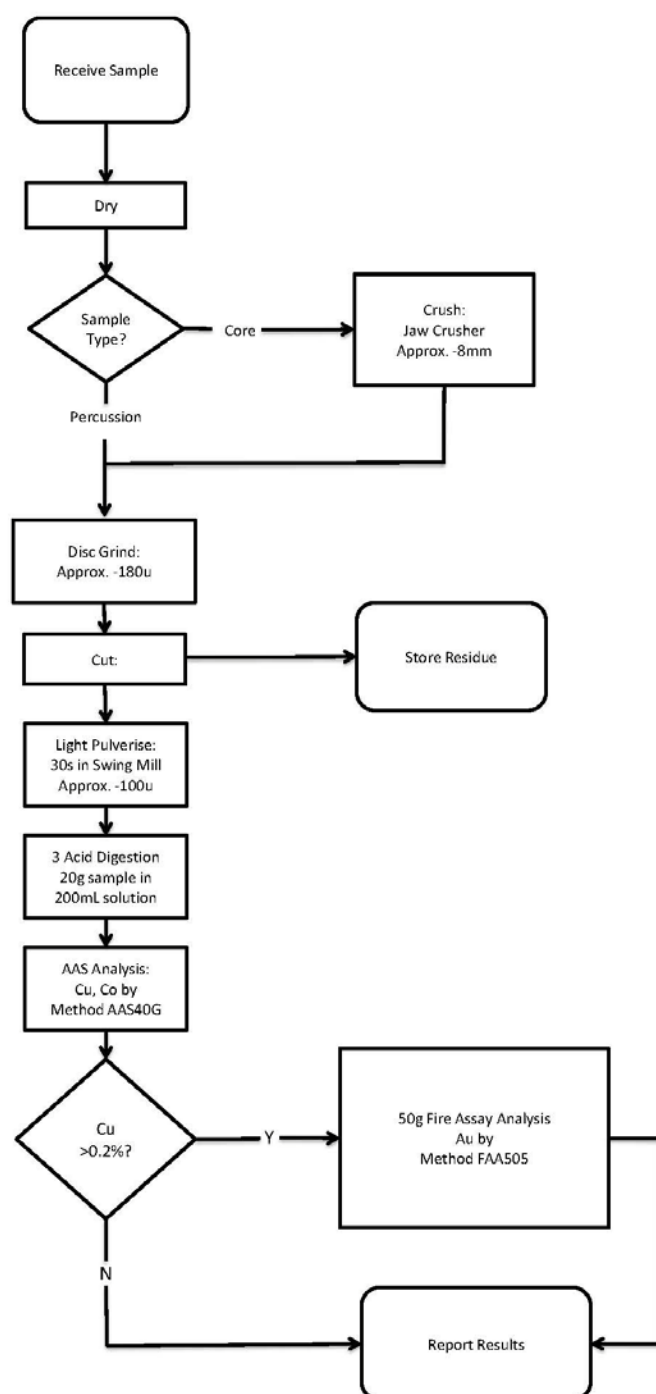 Receive Sample
Dry
Sample
Type?
Core
Crush:
Jaw Crusher
Approx. -8mm
Percussion
Disc Grind:
Approx. -180u
Cut:
Store Residue
Light Pulverise:
30s in Swing Mill
Approx. -100u
3 Acid Digestion
20g sample in
200mL solution
AAS Analysis:
Cu, Co by
Method AAS40G
Cu
>0.2%?
Y
50g Fire Assay Analysis
Au by
Method FAA505
N
Report Results